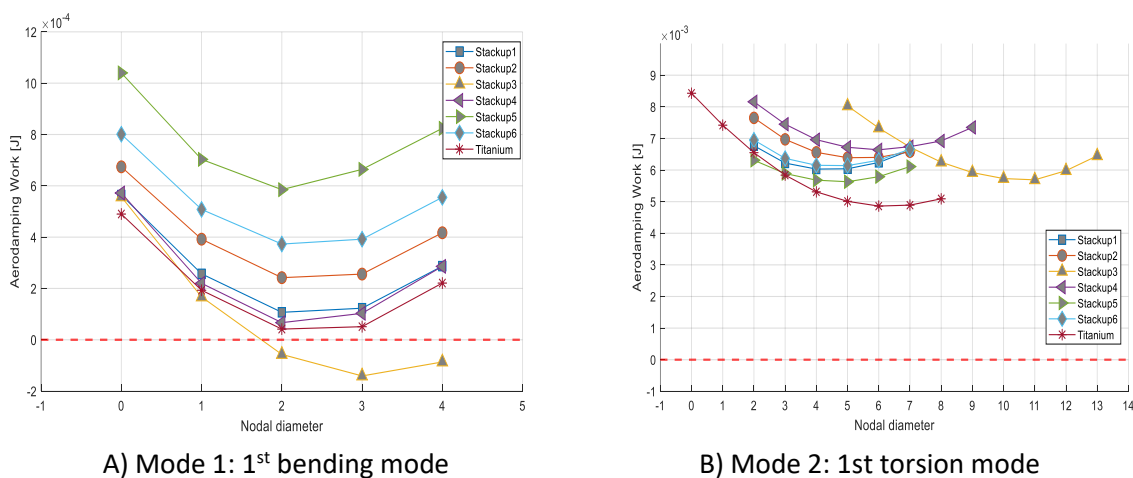 ×10⁻⁴
12
10
8
6
4
2
0
-2
-1
0
1
2
3
4
5
Aerodamping Work [J]
Nodal diameter
Stackup1
Stackup2
Stackup3
Stackup4
Stackup5
Stackup6
Titanium
A) Mode 1: 1st bending mode
×10⁻³
9
8
7
6
5
4
3
2
1
0
-1
-1
0
1
2
3
4
5
6
7
8
9
10
11
12
13
14
Aerodamping Work [J]
Nodal diameter
Stackup1
Stackup2
Stackup3
Stackup4
Stackup5
Stackup6
Titanium
B) Mode 2: 1st torsion mode